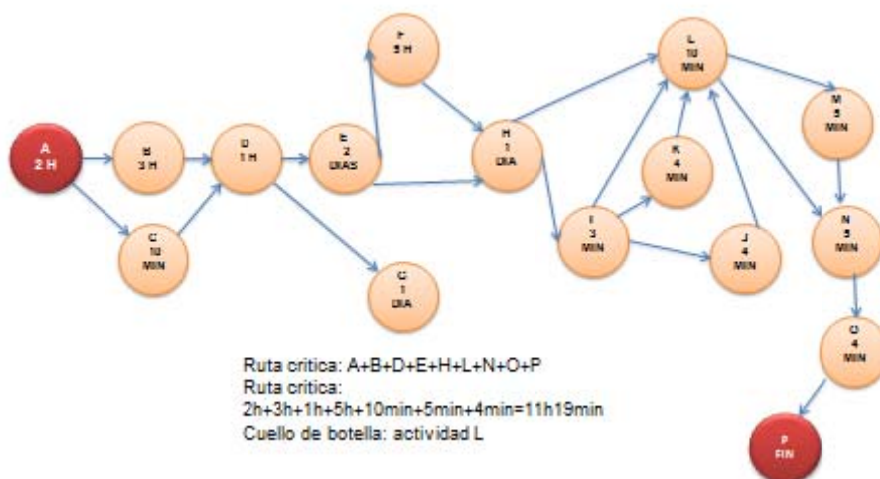 A
2 H
B
3 H
C
10
MIN
D
1 H
E
2
DIAS
F
5 H
G
1
DIA
H
1
DIA
I
3
MIN
J
4
MIN
K
4
MIN
L
10
MIN
M
5
MIN
N
5
MIN
O
4
MIN
P
FIN
Ruta critica: A+B+D+E+H+L+N+O+P
Ruta critica:
2h+3h+1h+5h+10min+5min+4min=11h19min
Cuello de botella: actividad L